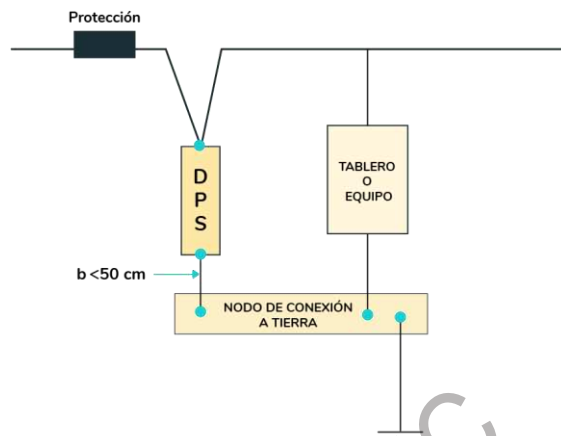 Protección
D
P
S
TABLERO
O
EQUIPO
b <50 cm
NODO DE CONEXIÓN
A TIERRA